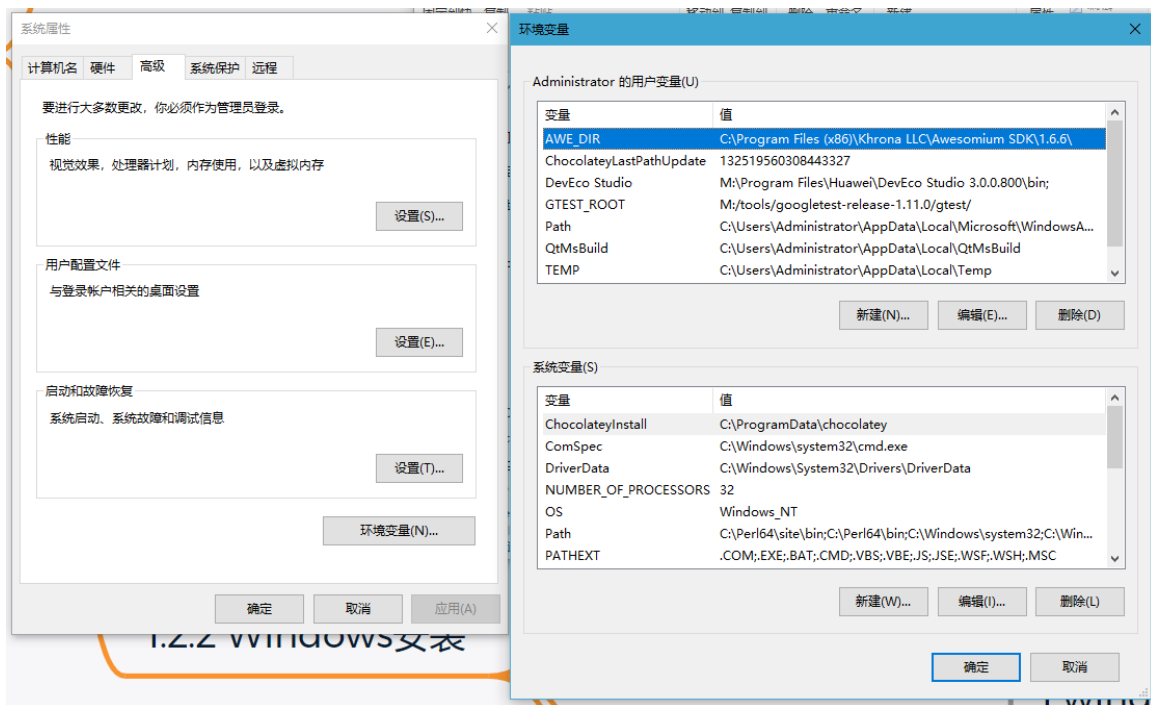 系统属性
计算机名 硬件 高级 系统保护 远程
要进行大多数更改，你必须作为管理员登录。
性能
视觉效果，处理器计划，内存使用，以及虚拟内存
设置(S)...
用户配置文件
与登录帐户相关的桌面设置
设置(E)...
启动和故障恢复
系统启动、系统故障和调试信息
设置(T)...
环境变量(N)...
确定 取消 应用(A)
1.2.2 Windows安装
环境变量
Administrator 的用户变量(U)
变量 值
AWE_DIR C:\Program Files (x86)\Khrona LLC\Awesomium SDK\1.6.6\
ChocolateyLastPathUpdate 132519560308443327
DevEco Studio M:\Program Files\Huawei\DevEco Studio 3.0.0.800\bin;
GTEST_ROOT M:/tools/googletest-release-1.11.0/gtest/
Path C:\Users\Administrator\AppData\Local\Microsoft\WindowsA...
QtMsBuild C:\Users\Administrator\AppData\Local\QtMsBuild
TEMP C:\Users\Administrator\AppData\Local\Temp
新建(N)... 编辑(E)... 删除(D)
系统变量(S)
变量 值
ChocolateyInstall C:\ProgramData\chocolatey
ComSpec C:\Windows\system32\cmd.exe
DriverData C:\Windows\System32\Drivers\DriverData
NUMBER_OF_PROCESSORS 32
OS Windows_NT
Path C:\Perl64\site\bin;C:\Perl64\bin;C:\Windows\system32;C:\Win...
PATHEXT .COM;.EXE;.BAT;.CMD;.VBS;.VBE;.JS;.JSE;.WSF;.WSH;.MSC
新建(W)... 编辑(I)... 删除(L)
确定 取消